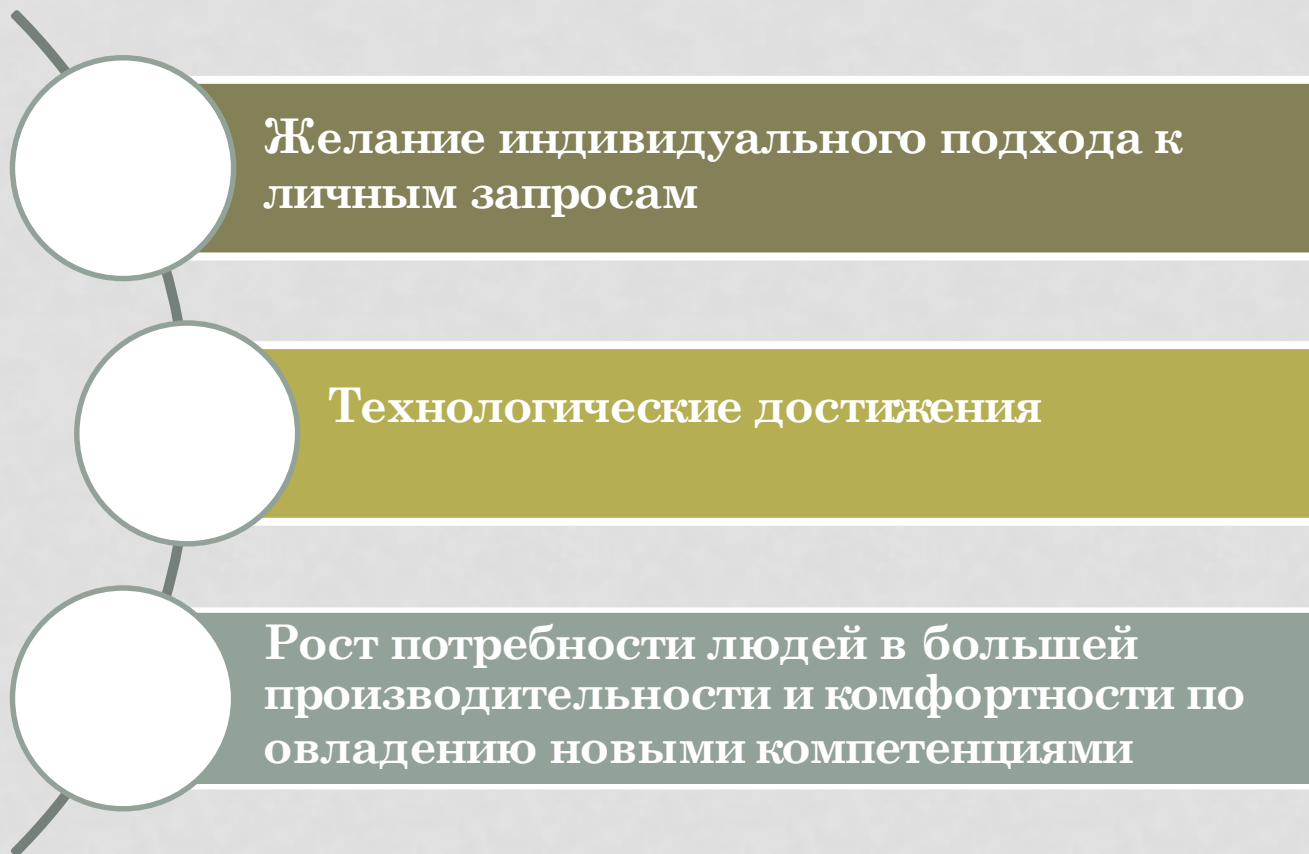 Желание индивидуального подхода к
личным запросам
Технологические достижения
Рост потребности людей в большей
производительности и комфортности по
овладению новыми компетенциями